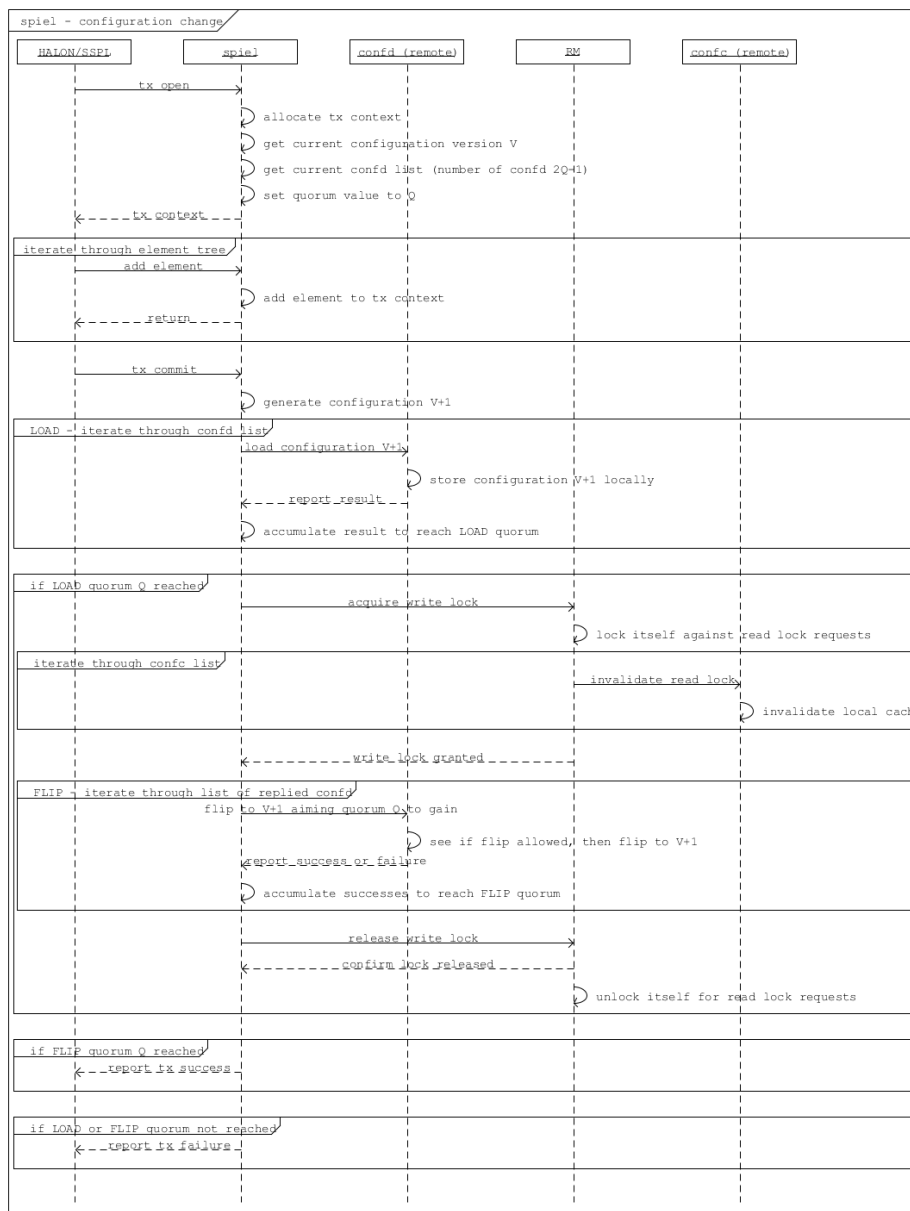 spiel - configuration change
HALON/SSPL
spiel
confd (remote)
RM
confc (remote)
tx open
allocate tx context
get current configuration version V
get current confd list (number of confd 2Q+1)
set quorum value to Q
tx context
iterate through element tree
add element
add element to tx context
return
tx commit
generate configuration V+1
LOAD - iterate through confd list
load configuration V+1
store configuration V+1 locally
report result
accumulate result to reach LOAD quorum
if LOAD quorum Q reached
acquire write lock
lock itself against read lock requests
iterate through confc list
invalidate read lock
invalidate local cach
write lock granted
FLIP - iterate through list of replied confd
flip to V+1 aiming quorum Q to gain
see if flip allowed, then flip to V+1
report success or failure
accumulate successes to reach FLIP quorum
release write lock
confirm lock released
unlock itself for read lock requests
if FLIP quorum Q reached
report tx success
if LOAD or FLIP quorum not reached
report tx failure